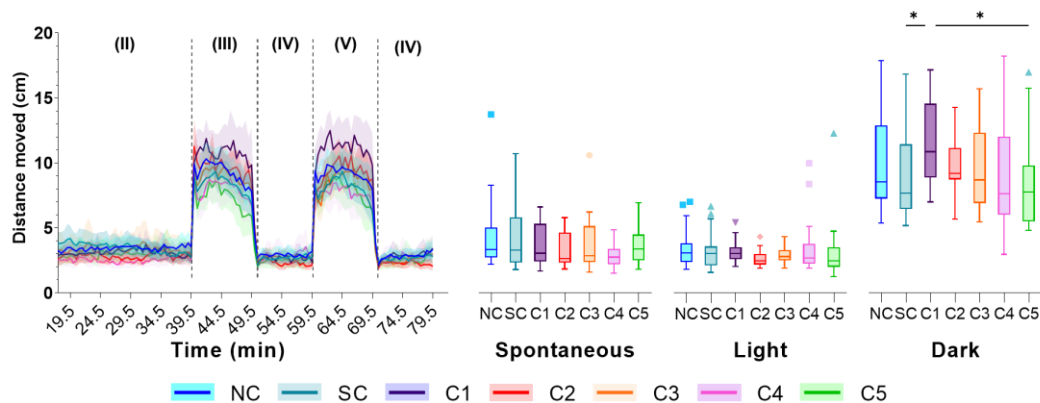 * *
20
15
10
5
0
Distance moved (cm)
(II) (III) (IV) (V) (IV)
19.5 24.5 29.5 34.5 39.5 44.5 49.5 54.5 59.5 64.5 69.5 74.5 79.5
NC SC C1 C2 C3 C4 C5
NC SC C1 C2 C3 C4 C5
NC SC C1 C2 C3 C4 C5
Time (min)
Spontaneous
Light
Dark
NC SC C1 C2 C3 C4 C5